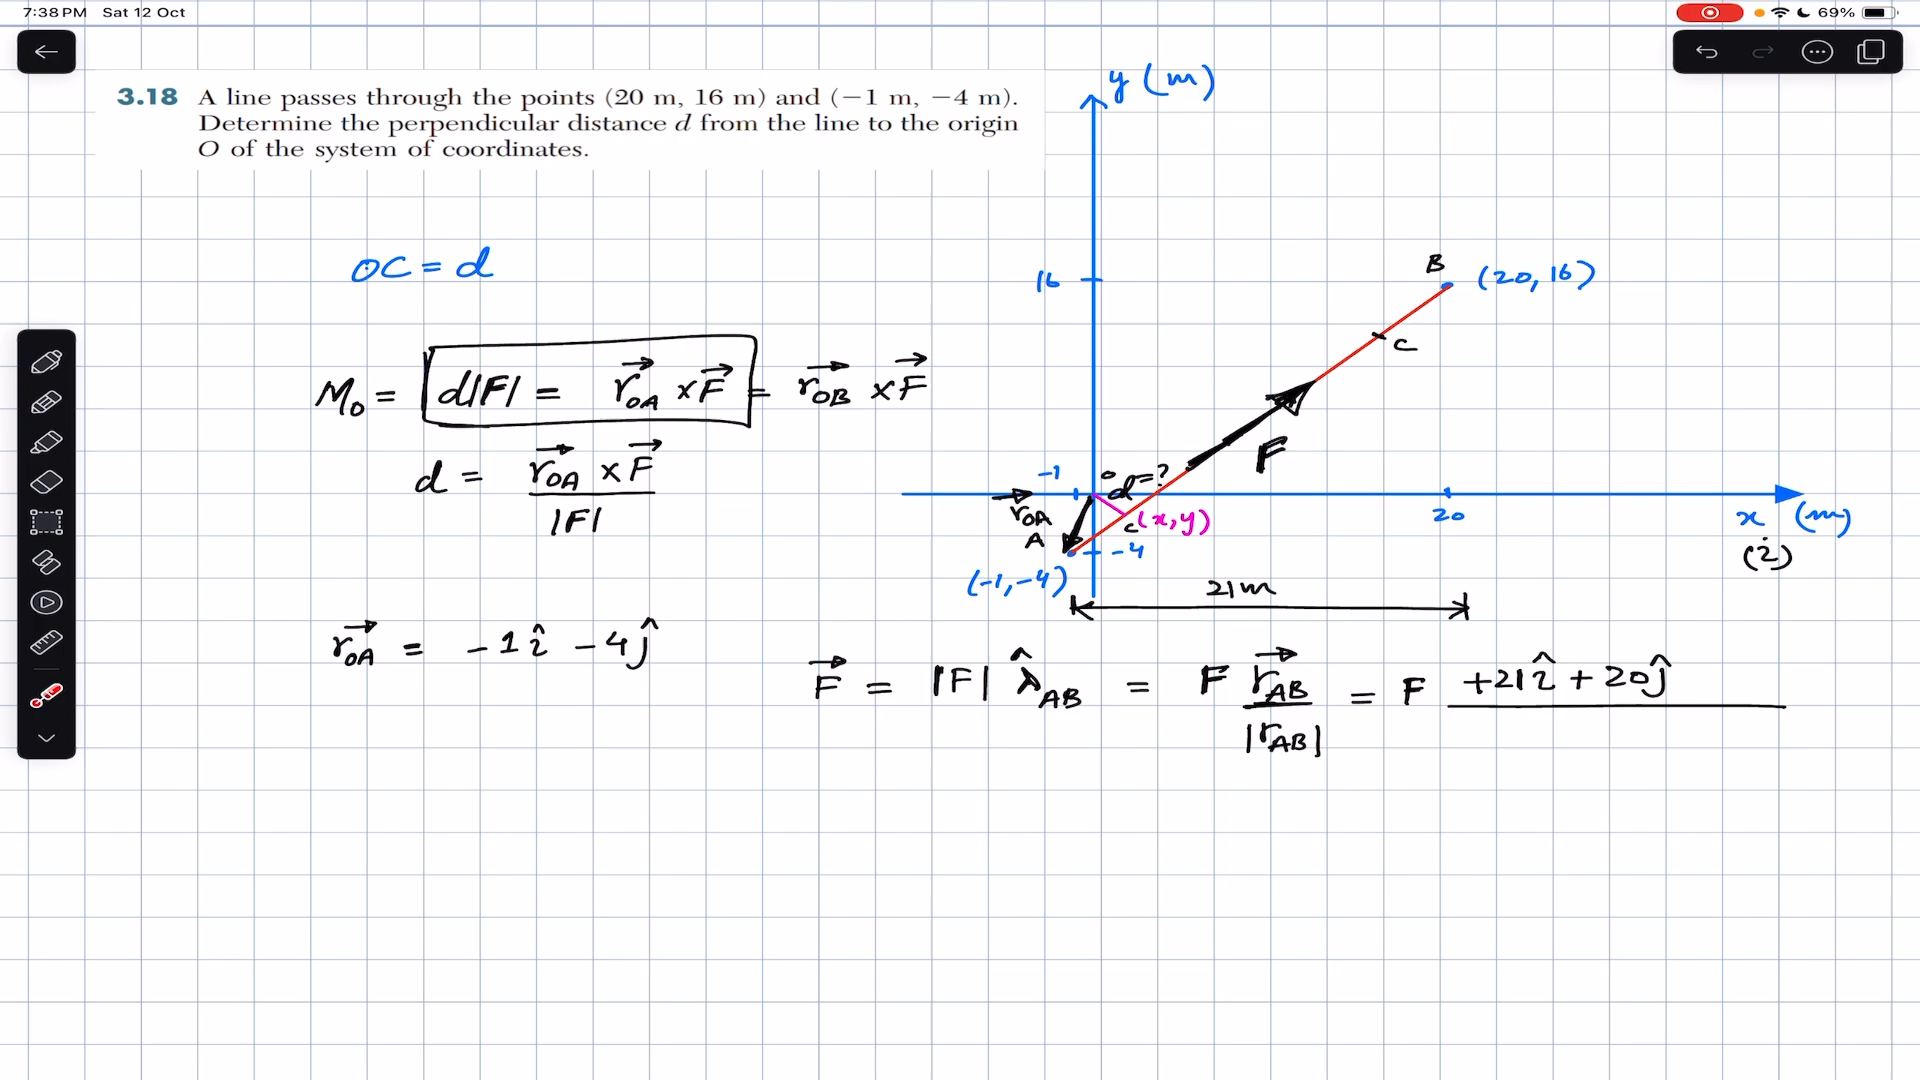 7:38 PM Sat 12 Oct
69%
3.18 A line passes through the points (20 m, 16 m) and (−1 m, −4 m).
Determine the perpendicular distance d from the line to the origin
O of the system of coordinates.
y (m)
OC = d
B
(20, 16)
16
C
M₀ = d|F| = r⃗OA × F⃗ = r⃗OB × F⃗
F
d = r⃗OA × F⃗ / |F|
-1
O
d=?
r⃗OA
C (x,y)
20
x (m)
(i)
A
-4
(-1,-4)
21m
r⃗OA = -1î - 4ĵ
F⃗ = |F| λ̂AB = F r⃗AB / |rAB| = F +21î + 20ĵ